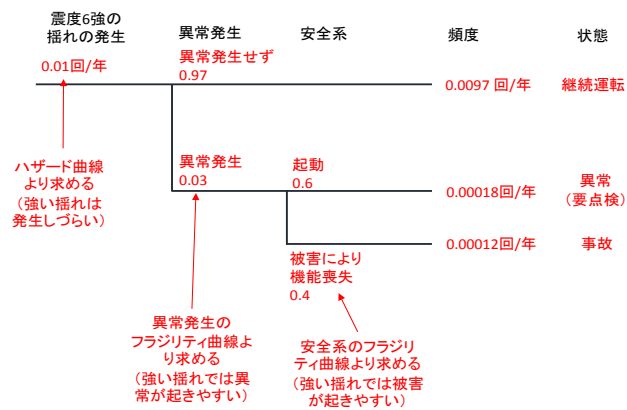 震度6強の
揺れの発生
異常発生
安全系
頻度
状態
0.01回/年
異常発生せず
0.97
0.0097 回/年
継続運転
ハザード曲線
より求める
（強い揺れは
発生しづらい）
異常発生
0.03
起動
0.6
0.00018回/年
異常
（要点検）
0.00012回/年
事故
被害により
機能喪失
0.4
異常発生の
フラジリティ曲線よ
り求める
（強い揺れでは異
常が起きやすい）
安全系のフラジリ
ティ曲線より求める
（強い揺れでは被害
が起きやすい）